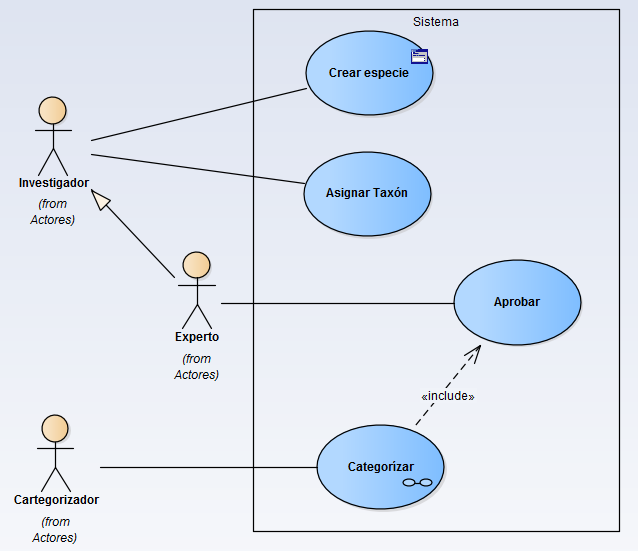 Sistema
Crear especie
Investigador
(from
Actores)
Asignar Taxón
Experto
(from
Actores)
Aprobar
«include»
Cartegorizador
(from
Actores)
Categorizar